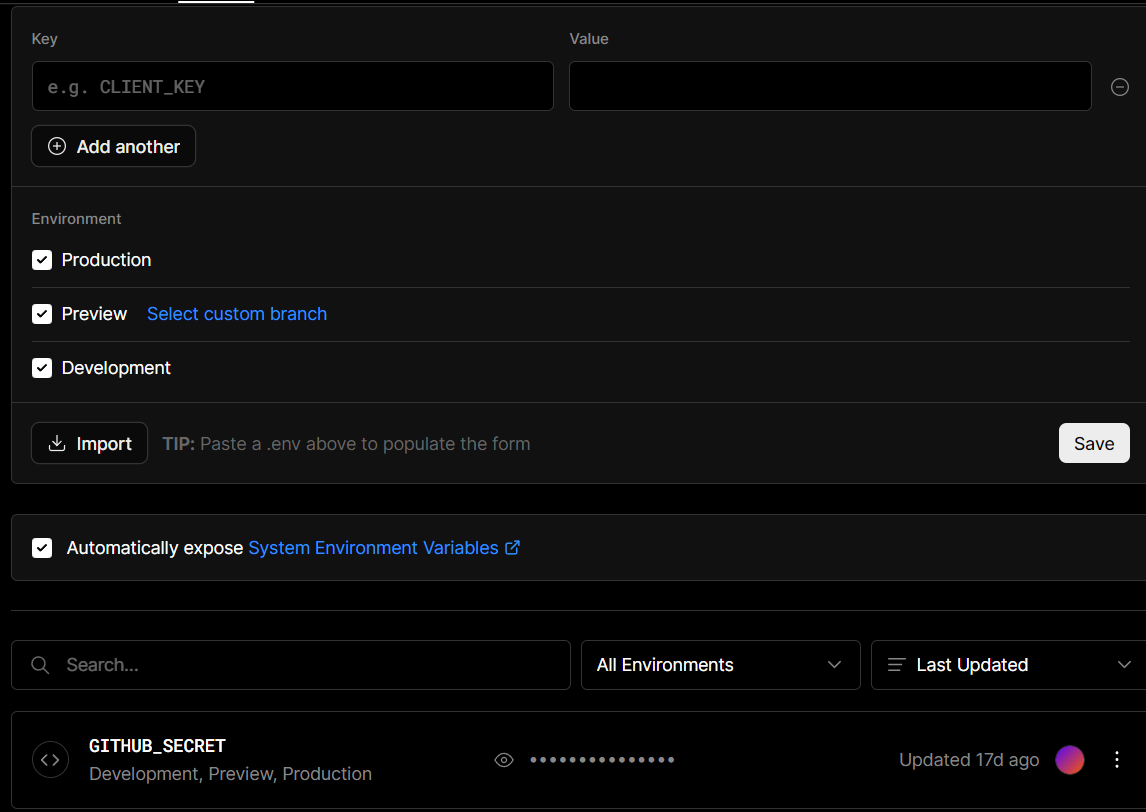 Key Value
e.g. CLIENT_KEY
Add another
Environment
Production
Preview Select custom branch
Development
Import TIP: Paste a .env above to populate the form Save
Automatically expose System Environment Variables
Search... All Environments Last Updated
GITHUB_SECRET
Development, Preview, Production
••••••••••••••• Updated 17d ago